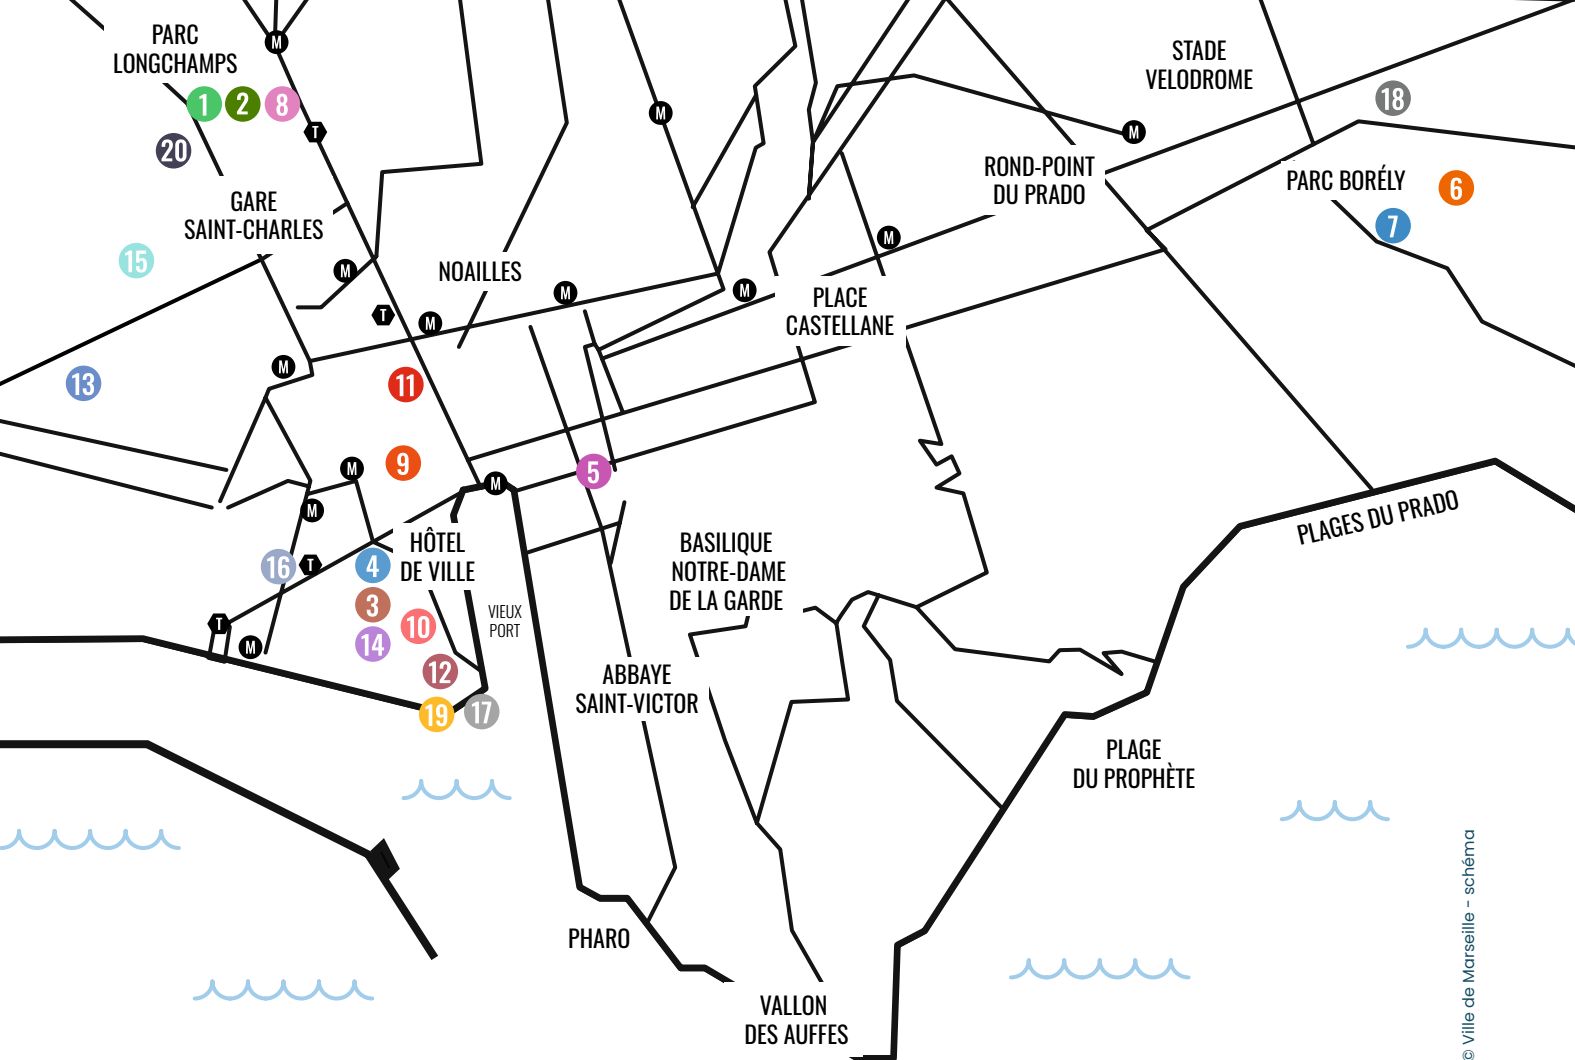 PARC
LONGCHAMPS
M
1
2
8
T
20
M
STADE
VELODROME
18
M
ROND-POINT
DU PRADO
PARC BORÉLY
6
7
GARE
SAINT-CHARLES
15
M
NOAILLES
M
M
M
PLACE
CASTELLANE
T
M
M
13
11
9
M
M
M
5
HÔTEL
DE VILLE
16
T
4
3
10
14
T
M
12
19
17
VIEUX
PORT
BASILIQUE
NOTRE-DAME
DE LA GARDE
PLAGES DU PRADO
ABBAYE
SAINT-VICTOR
PLAGE
DU PROPHÈTE
PHARO
VALLON
DES AUFFES
© Ville de Marseille - schéma